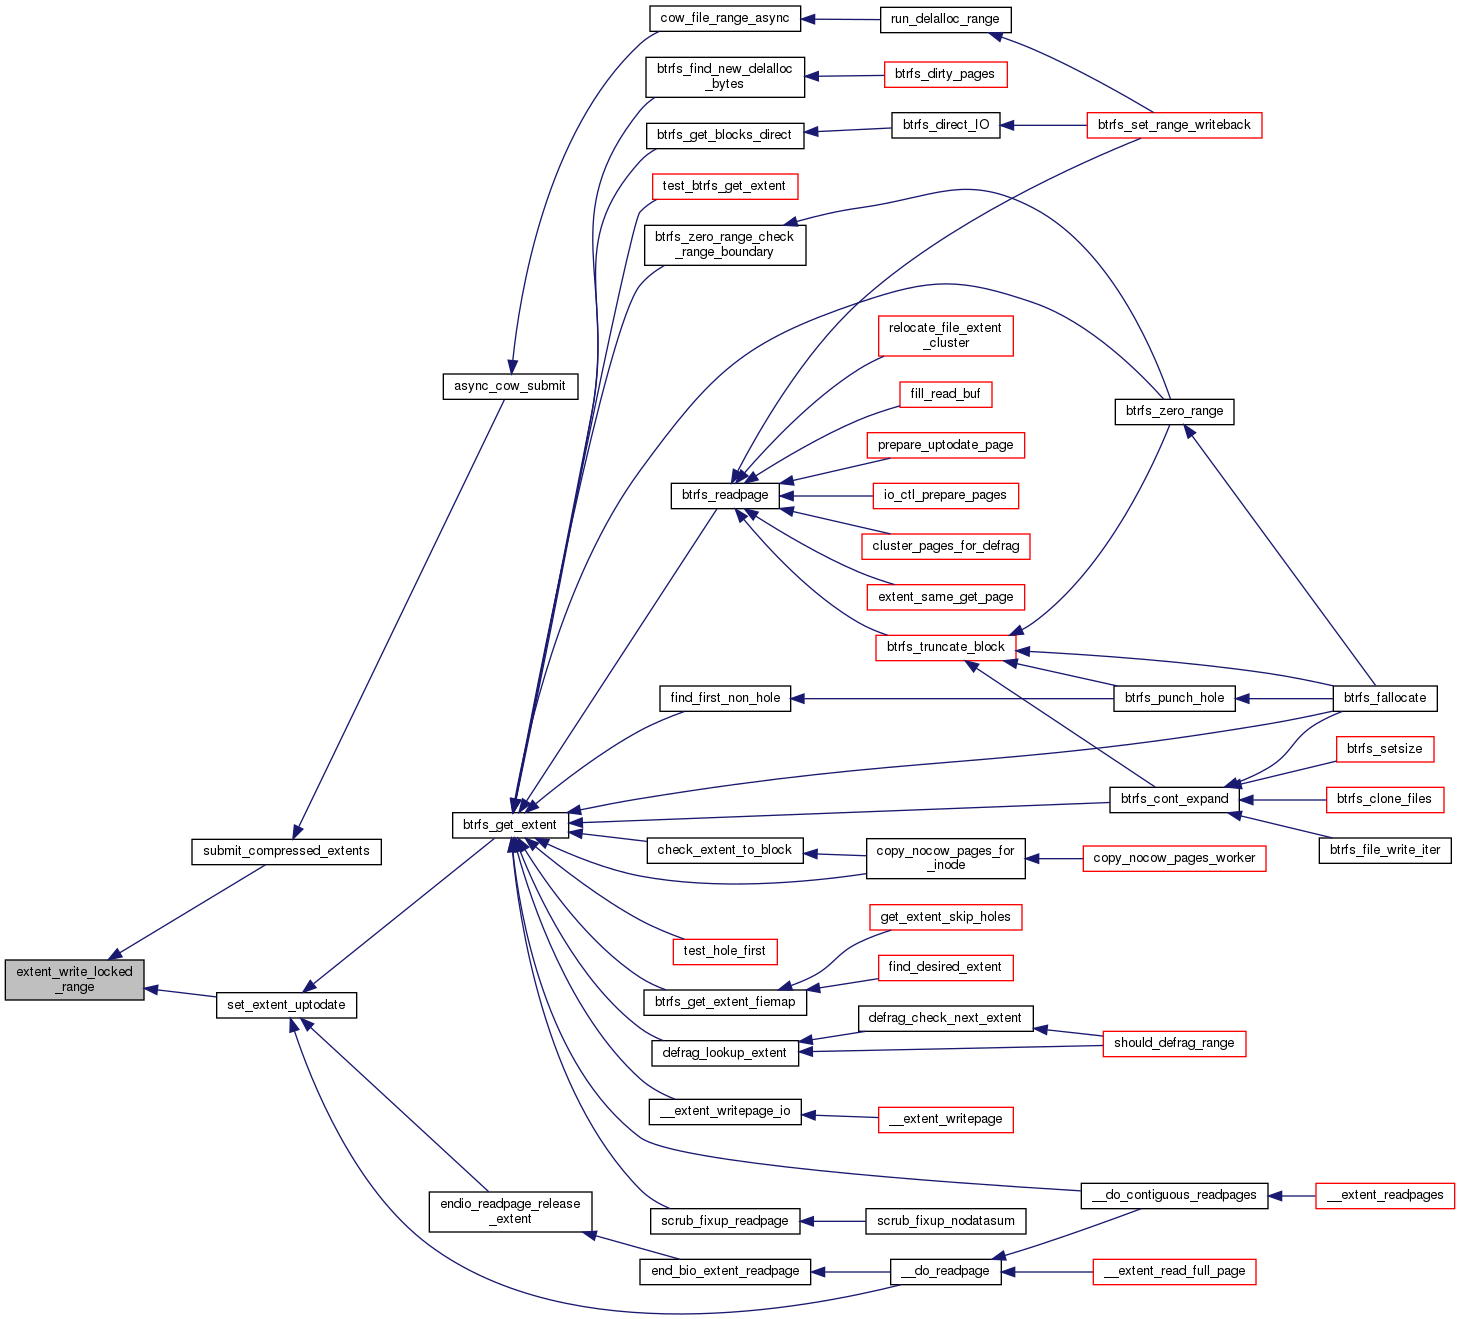 cow_file_range_async
run_delalloc_range
btrfs_find_new_delalloc
_bytes
btrfs_dirty_pages
btrfs_get_blocks_direct
btrfs_direct_IO
btrfs_set_range_writeback
test_btrfs_get_extent
btrfs_zero_range_check
_range_boundary
relocate_file_extent
_cluster
async_cow_submit
fill_read_buf
btrfs_zero_range
prepare_uptodate_page
btrfs_readpage
io_ctl_prepare_pages
cluster_pages_for_defrag
extent_same_get_page
btrfs_truncate_block
find_first_non_hole
btrfs_punch_hole
btrfs_fallocate
btrfs_setsize
btrfs_cont_expand
btrfs_clone_files
btrfs_get_extent
submit_compressed_extents
check_extent_to_block
copy_nocow_pages_for
_inode
copy_nocow_pages_worker
btrfs_file_write_iter
get_extent_skip_holes
test_hole_first
find_desired_extent
extent_write_locked
_range
set_extent_uptodate
btrfs_get_extent_fiemap
defrag_check_next_extent
defrag_lookup_extent
should_defrag_range
__extent_writepage_io
__extent_writepage
__do_contiguous_readpages
__extent_readpages
endio_readpage_release
_extent
scrub_fixup_readpage
scrub_fixup_nodatasum
end_bio_extent_readpage
__do_readpage
__extent_read_full_page